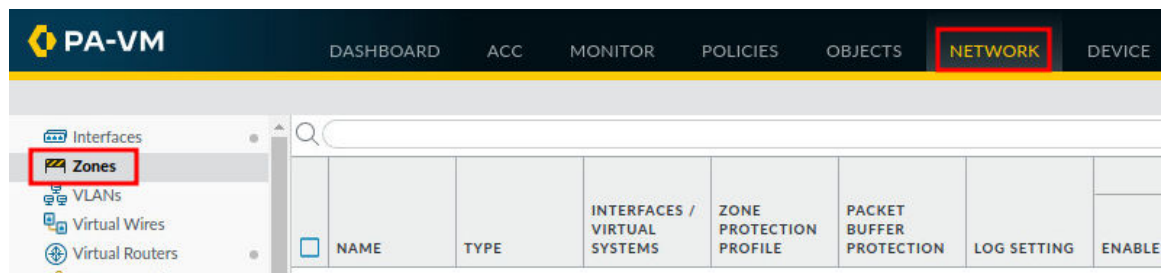 PA-VM
DASHBOARD ACC MONITOR POLICIES OBJECTS NETWORK DEVICE
Interfaces
Zones
VLANs
Virtual Wires
Virtual Routers
NAME
TYPE
INTERFACES /
VIRTUAL
SYSTEMS
ZONE
PROTECTION
PROFILE
PACKET
BUFFER
PROTECTION
LOG SETTING
ENABLE